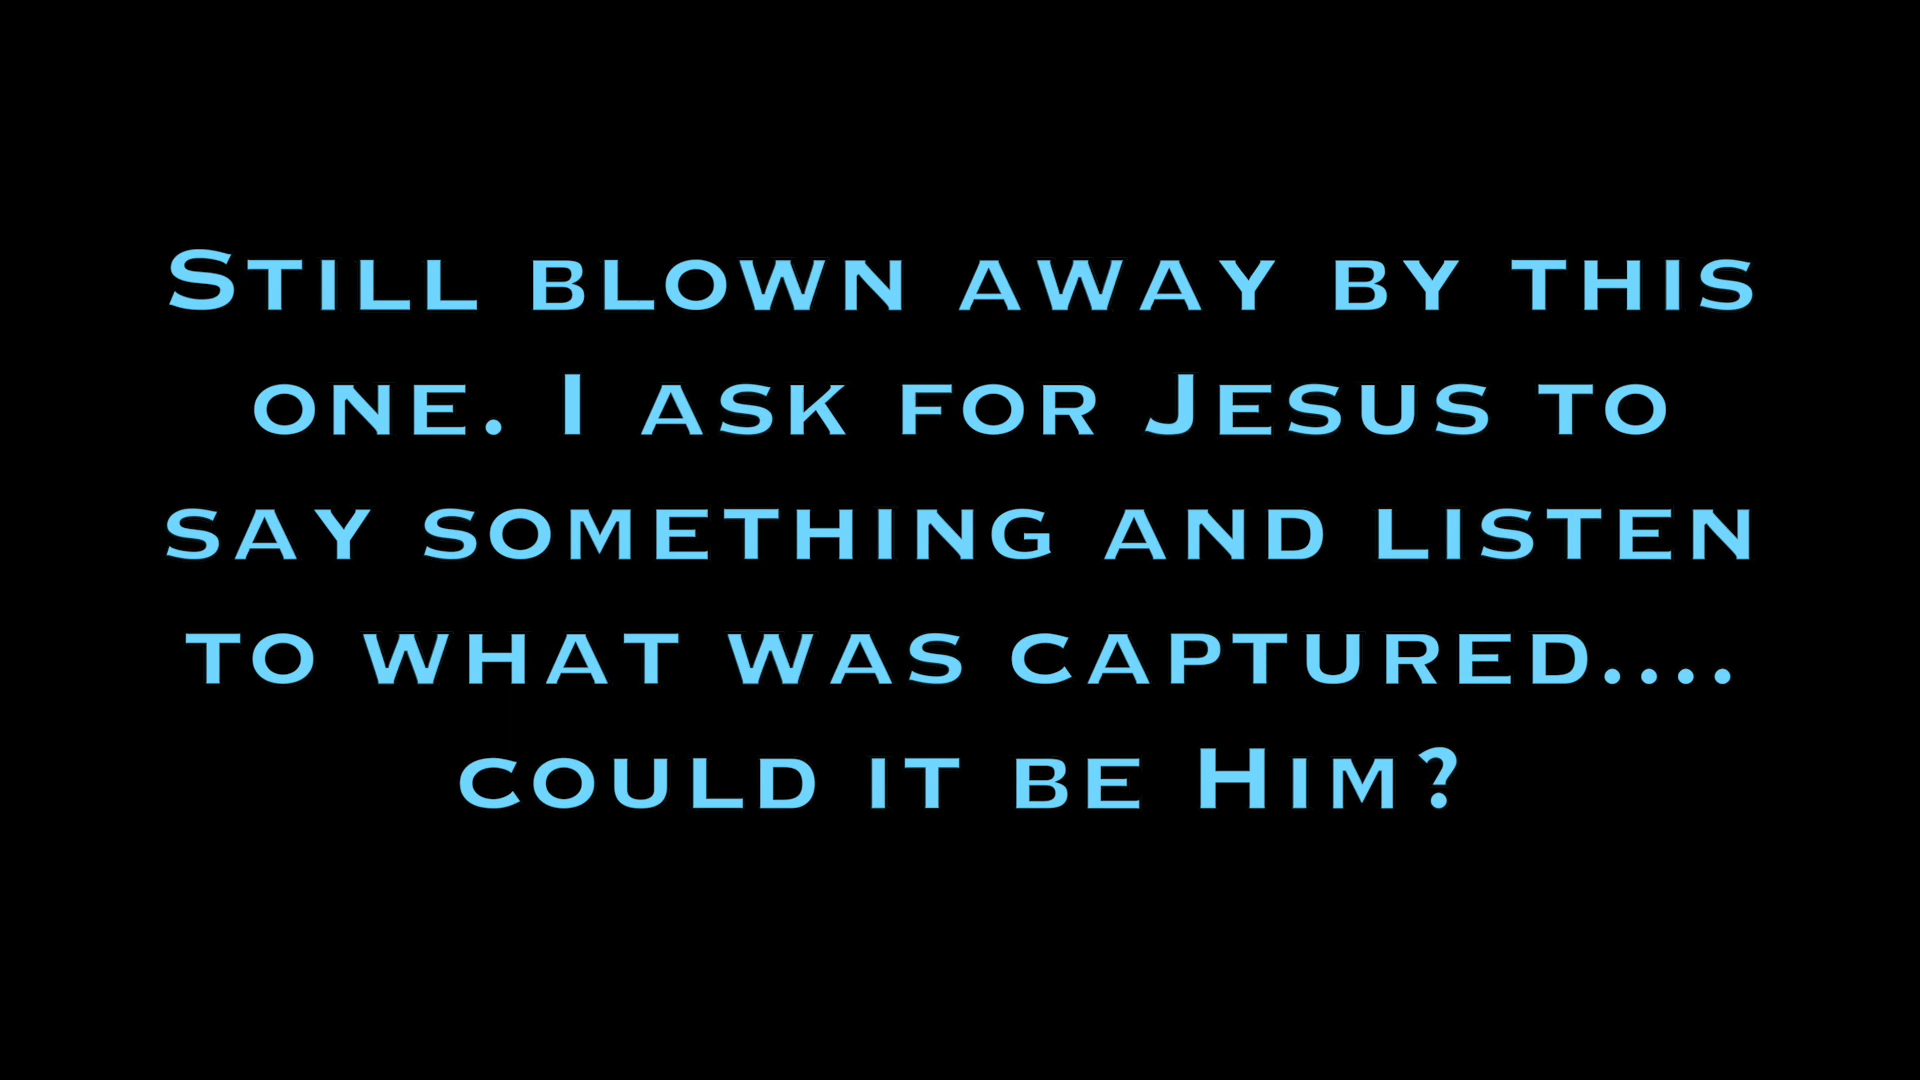 Still blown away by this
one. I ask for Jesus to
say something and listen
to what was captured....
could it be Him?